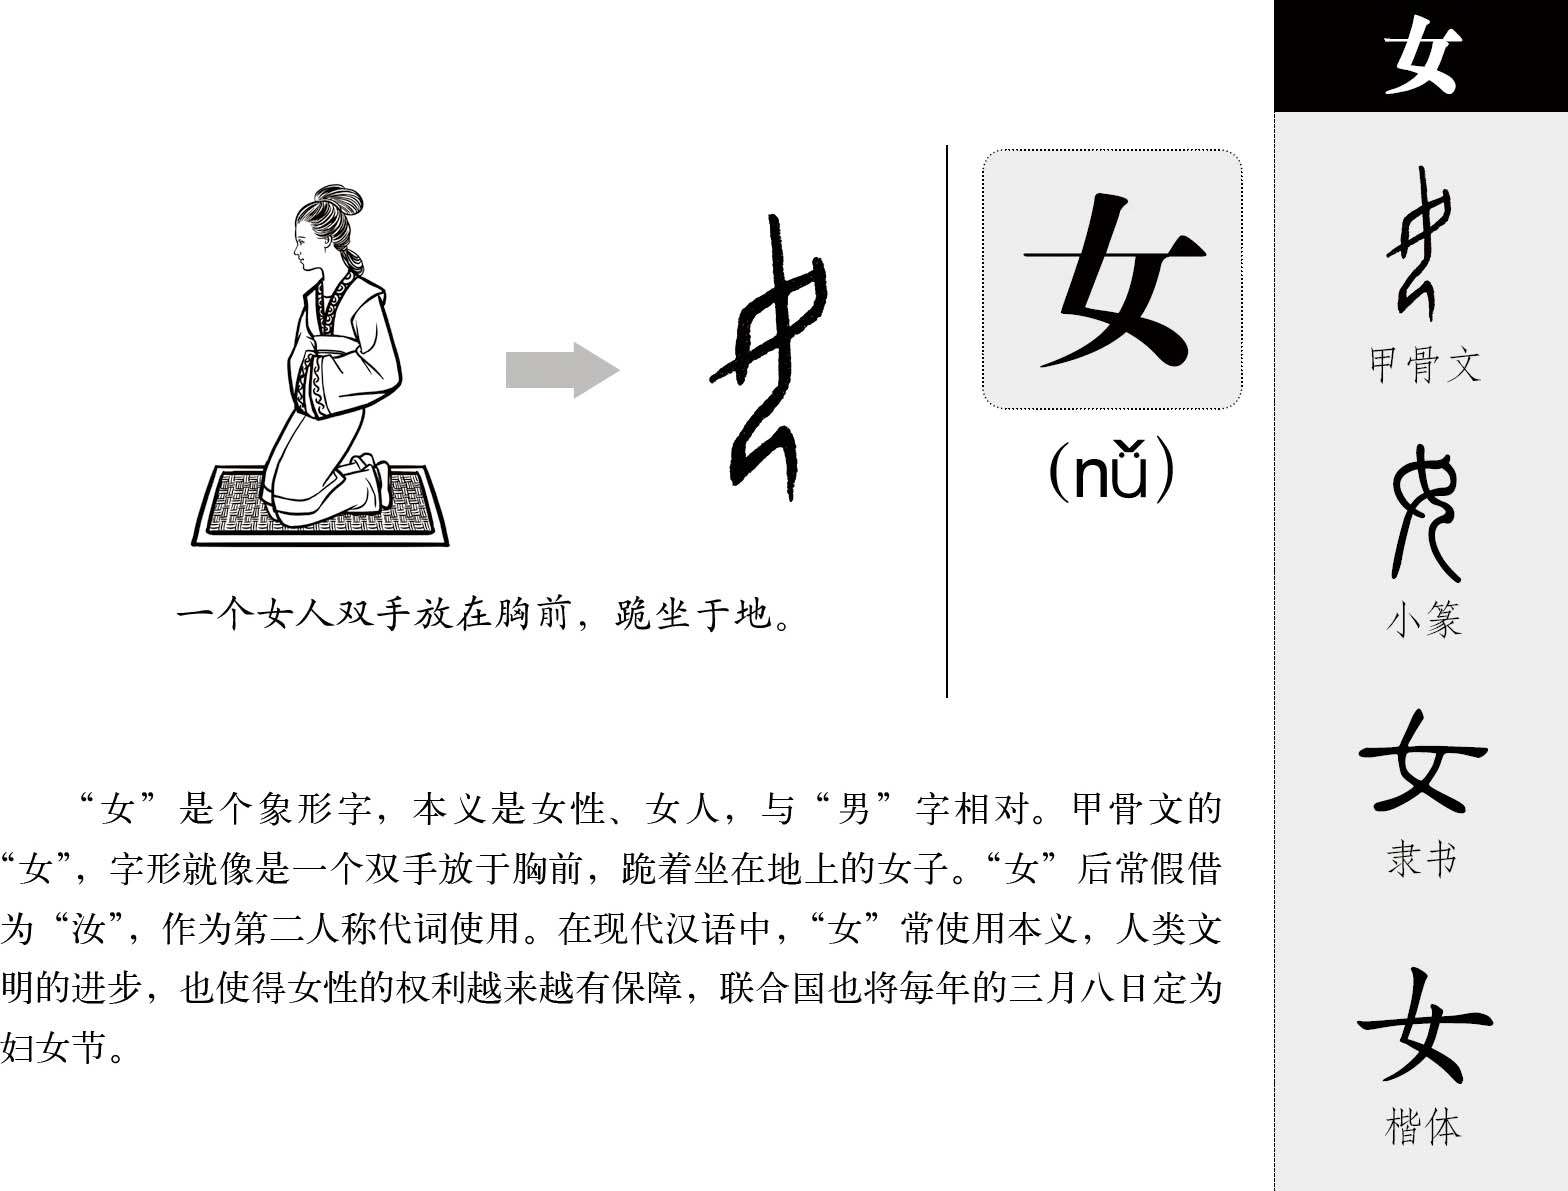 女
(nǚ)
一个女人双手放在胸前，跪坐于地。
“女”是个象形字，本义是女性、女人，与“男”字相对。甲骨文的
“女”，字形就像是一个双手放于胸前，跪着坐在地上的女子。“女”后常假借
为“汝”，作为第二人称代词使用。在现代汉语中，“女”常使用本义，人类文
明的进步，也使得女性的权利越来越有保障，联合国也将每年的三月八日定为
妇女节。
女
女
甲骨文
女
小篆
女
隶书
女
楷体